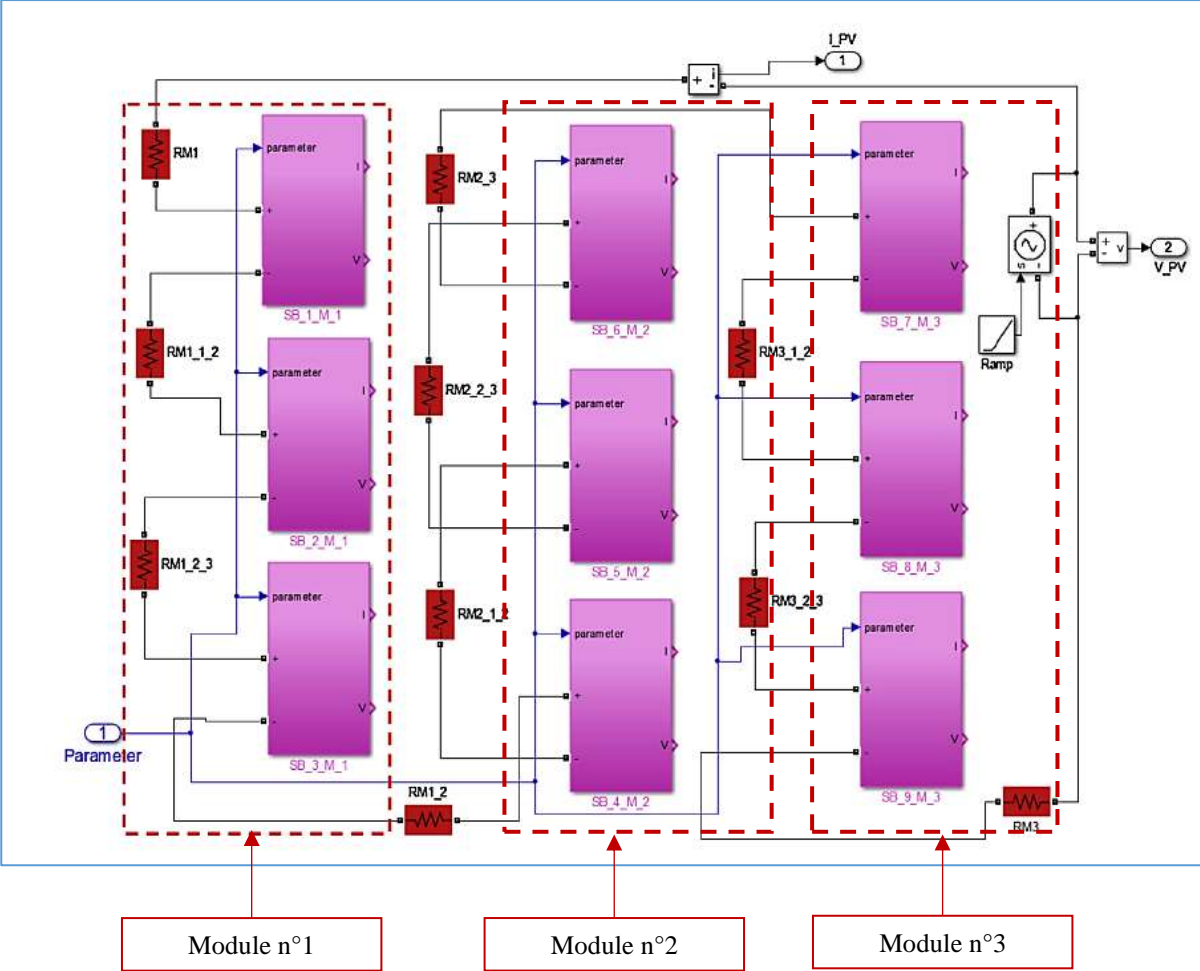 I_PV
1
+
i
-
RM1
parameter
I
+
V
-
SB_1_M_1
RM1_1_2
parameter
I
+
V
-
SB_2_M_1
RM1_2_3
parameter
I
+
V
-
SB_3_M_1
1
Parameter
RM1_2
RM2_3
parameter
I
+
V
-
SB_6_M_2
RM2_2_3
parameter
I
+
V
-
SB_5_M_2
RM2_1_2
parameter
I
+
V
-
SB_4_M_2
parameter
I
+
V
-
SB_7_M_3
RM3_1_2
parameter
I
+
V
-
SB_8_M_3
RM3_2_3
parameter
I
+
V
-
SB_9_M_3
RM3
+
s
-
Ramp
+
v
-
2
V_PV
Module n°1
Module n°2
Module n°3